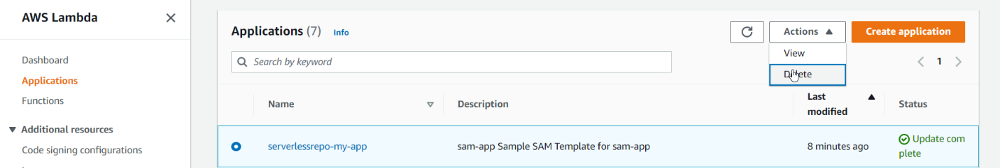 AWS Lambda
Dashboard
Applications
Functions
Additional resources
Code signing configurations
Applications (7) Info
Actions
Create application
View
Delete
Search by keyword
1
Name
Description
Last
modified
Status
serverlessrepo-my-app
sam-app Sample SAM Template for sam-app
8 minutes ago
Update com
plete